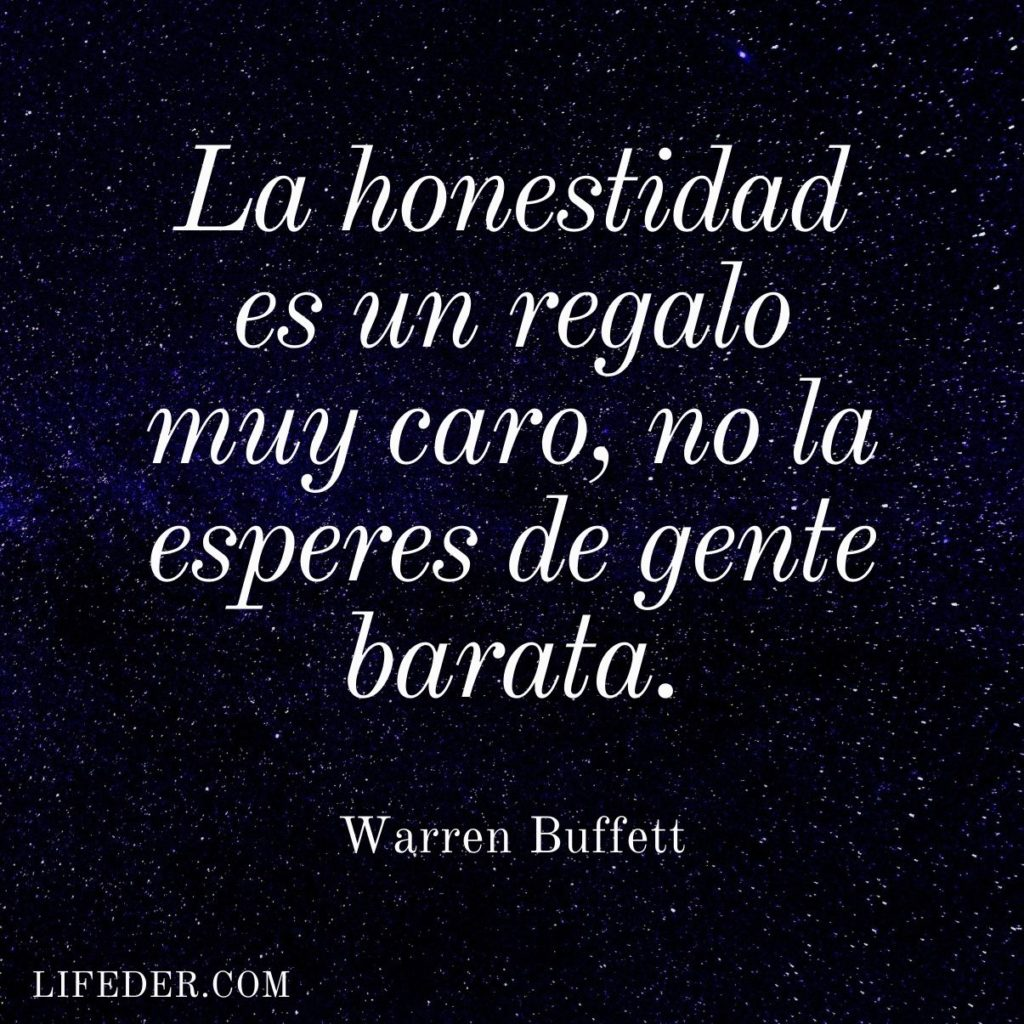 La honestidad
es un regalo
muy caro, no la
esperes de gente
barata.
Warren Buffett
LIFEDER.COM